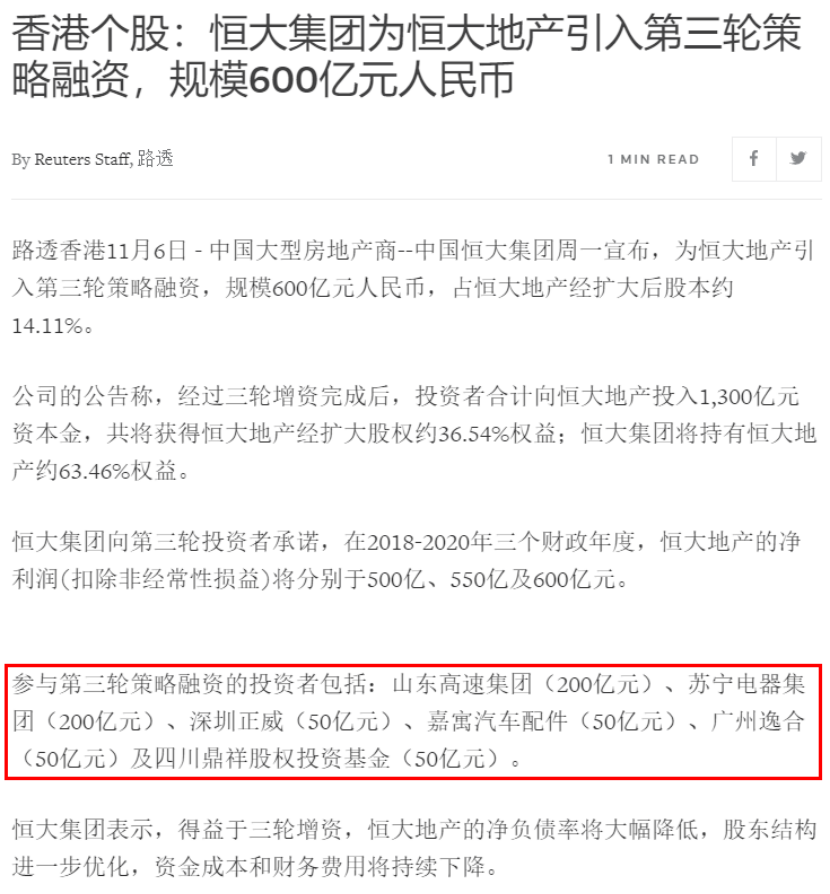 香港个股：恒大集团为恒大地产引入第三轮策
略融资，规模600亿元人民币
By Reuters Staff, 路透
1 MIN READ
路透香港11月6日 - 中国大型房地产商--中国恒大集团周一宣布，为恒大地产引
入第三轮策略融资，规模600亿元人民币，占恒大地产经扩大后股本约
14.11%。
公司的公告称，经过三轮增资完成后，投资者合计向恒大地产投入1,300亿元
资本金，共将获得恒大地产经扩大股权约36.54%权益；恒大集团将持有恒大地
产约63.46%权益。
恒大集团向第三轮投资者承诺，在2018-2020年三个财政年度，恒大地产的净
利润(扣除非经常性损益)将分别于500亿、550亿及600亿元。
参与第三轮策略融资的投资者包括：山东高速集团（200亿元）、苏宁电器集
团（200亿元）、深圳正威（50亿元）、嘉寓汽车配件（50亿元）、广州逸合
（50亿元）及四川鼎祥股权投资基金（50亿元）。
恒大集团表示，得益于三轮增资，恒大地产的净负债率将大幅降低，股东结构
进一步优化，资金成本和财务费用将持续下降。